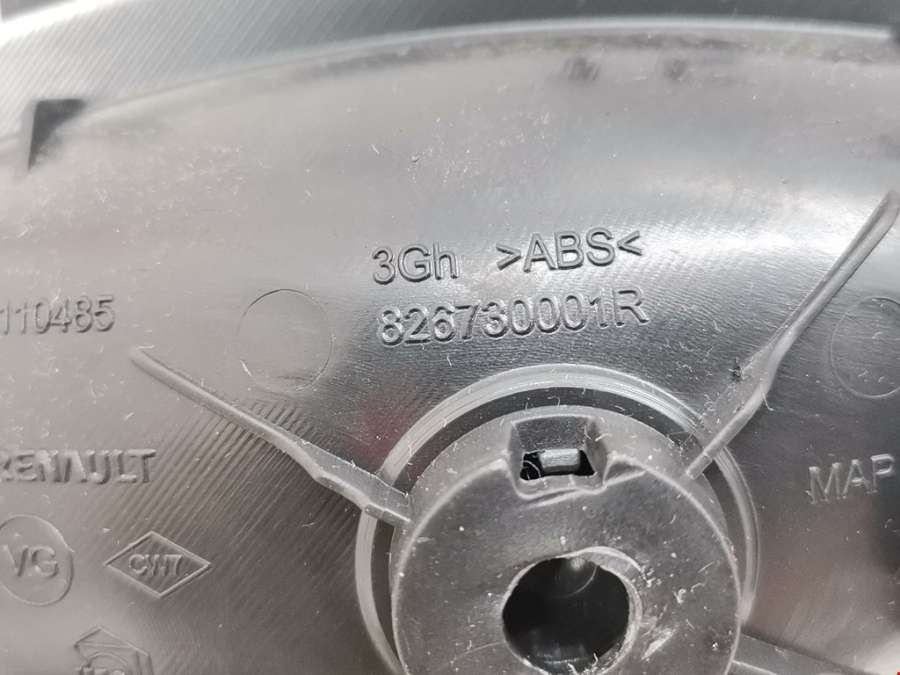 3Gh >ABS<
826730001R
110485
RENAULT
MAP
VG
CW7